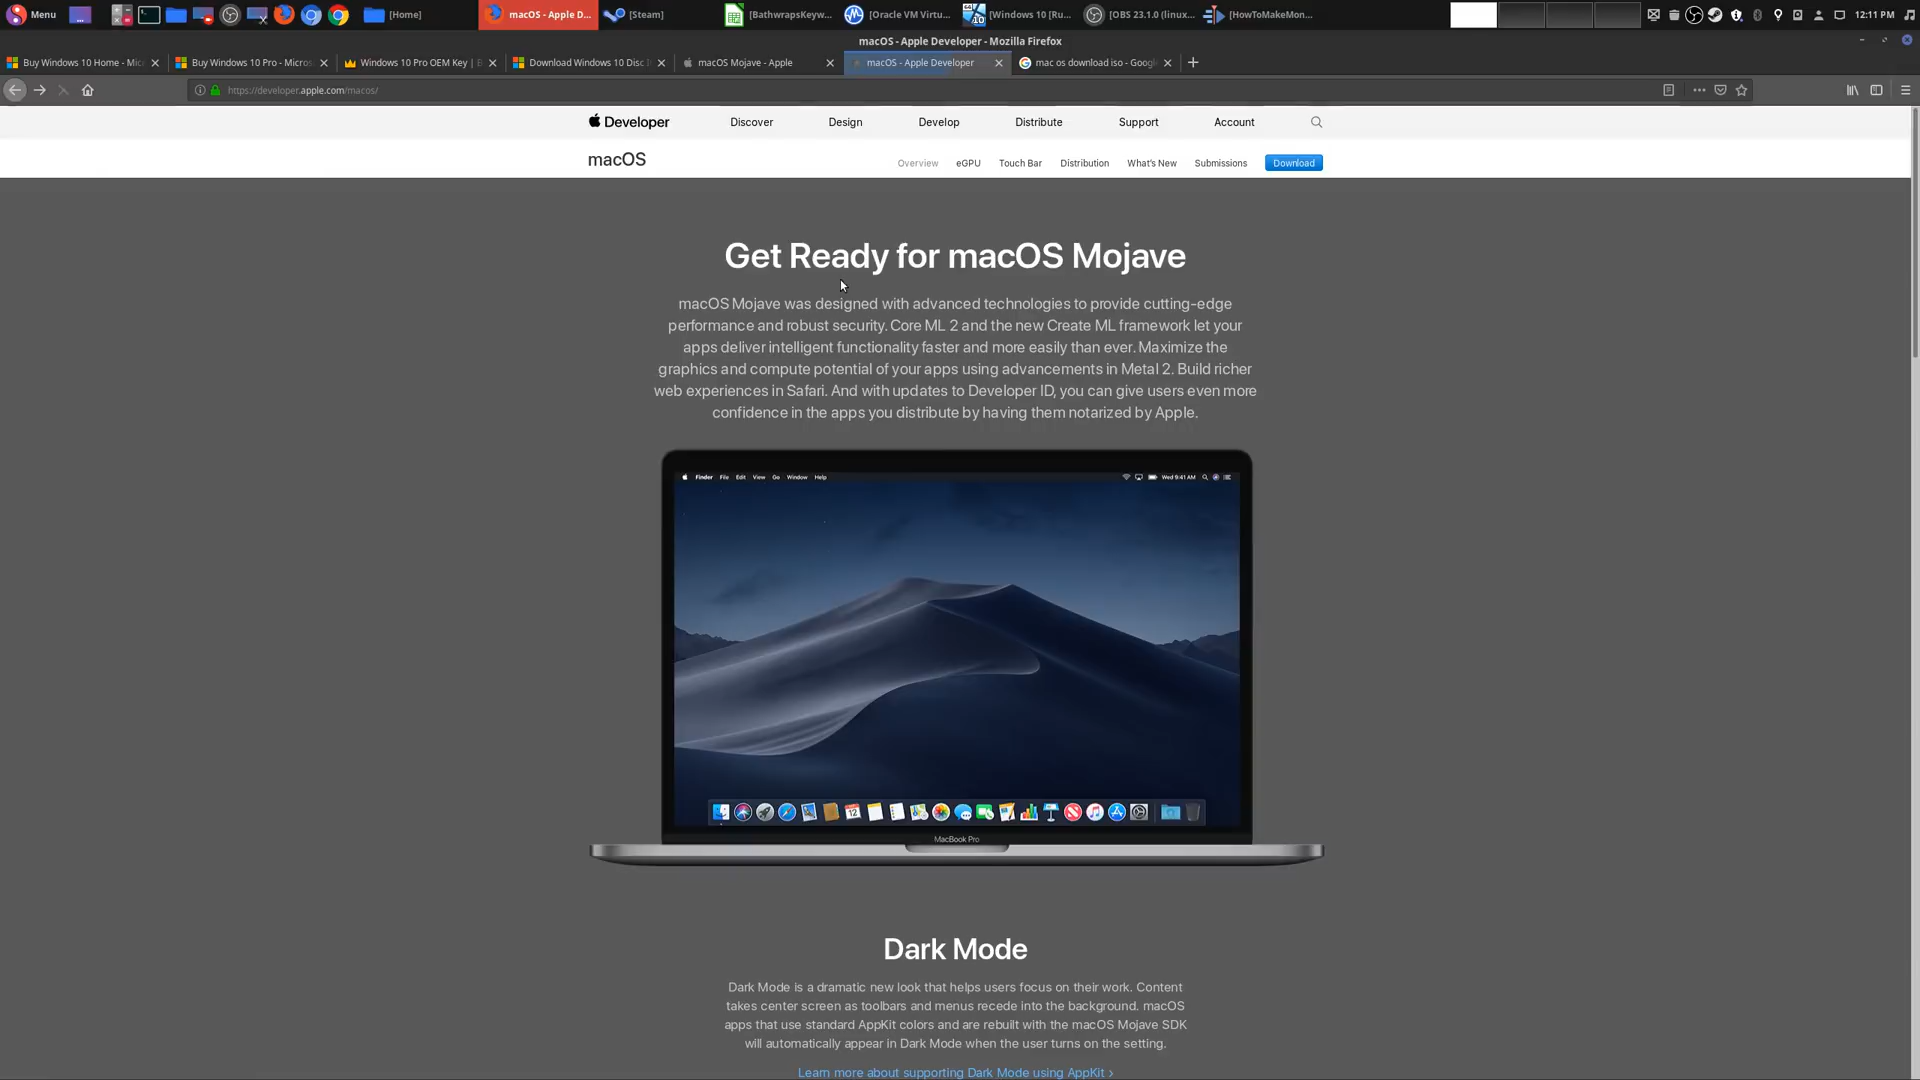 Menu
[Home]
macOS - Apple D...
[Steam]
[BathwrapsKeyw...
[Oracle VM Virtu...
[Windows 10 [Ru...
[OBS 23.1.0 (linux...
[HowToMakeMon...
12:11 PM
macOS - Apple Developer - Mozilla Firefox
Buy Windows 10 Home - Mic
Buy Windows 10 Pro - Micros
Windows 10 Pro OEM Key | B
Download Windows 10 Disc I
macOS Mojave - Apple
macOS - Apple Developer
mac os download iso - Googl
https://developer.apple.com/macos/
Developer
Discover
Design
Develop
Distribute
Support
Account
macOS
Overview
eGPU
Touch Bar
Distribution
What's New
Submissions
Download
Get Ready for macOS Mojave
macOS Mojave was designed with advanced technologies to provide cutting-edge
performance and robust security. Core ML 2 and the new Create ML framework let your
apps deliver intelligent functionality faster and more easily than ever. Maximize the
graphics and compute potential of your apps using advancements in Metal 2. Build richer
web experiences in Safari. And with updates to Developer ID, you can give users even more
confidence in the apps you distribute by having them notarized by Apple.
Finder File Edit View Go Window Help
Wed 9:41 AM
MacBook Pro
Dark Mode
Dark Mode is a dramatic new look that helps users focus on their work. Content
takes center screen as toolbars and menus recede into the background. macOS
apps that use standard AppKit colors and are rebuilt with the macOS Mojave SDK
will automatically appear in Dark Mode when the user turns on the setting.
Learn more about supporting Dark Mode using AppKit ›